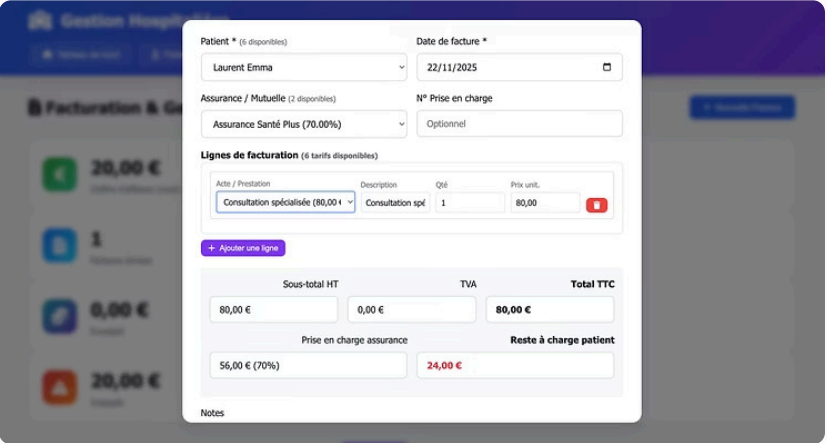 Gestion Hospitalière
Patient * (6 disponibles)
Date de facture *
Laurent Emma
22/11/2025
Assurance / Mutuelle (2 disponibles)
N° Prise en charge
Assurance Santé Plus (70.00%)
Optionnel
Lignes de facturation (6 tarifs disponibles)
Acte / Prestation
Description
Qté
Prix unit.
Consultation spécialisée (80,00 €
Consultation spé
1
80,00
+ Ajouter une ligne
Sous-total HT
TVA
Total TTC
80,00 €
0,00 €
80,00 €
Prise en charge assurance
Reste à charge patient
56,00 € (70%)
24,00 €
Notes
Facturation & Ge
20,00 €
1
0,00 €
20,00 €